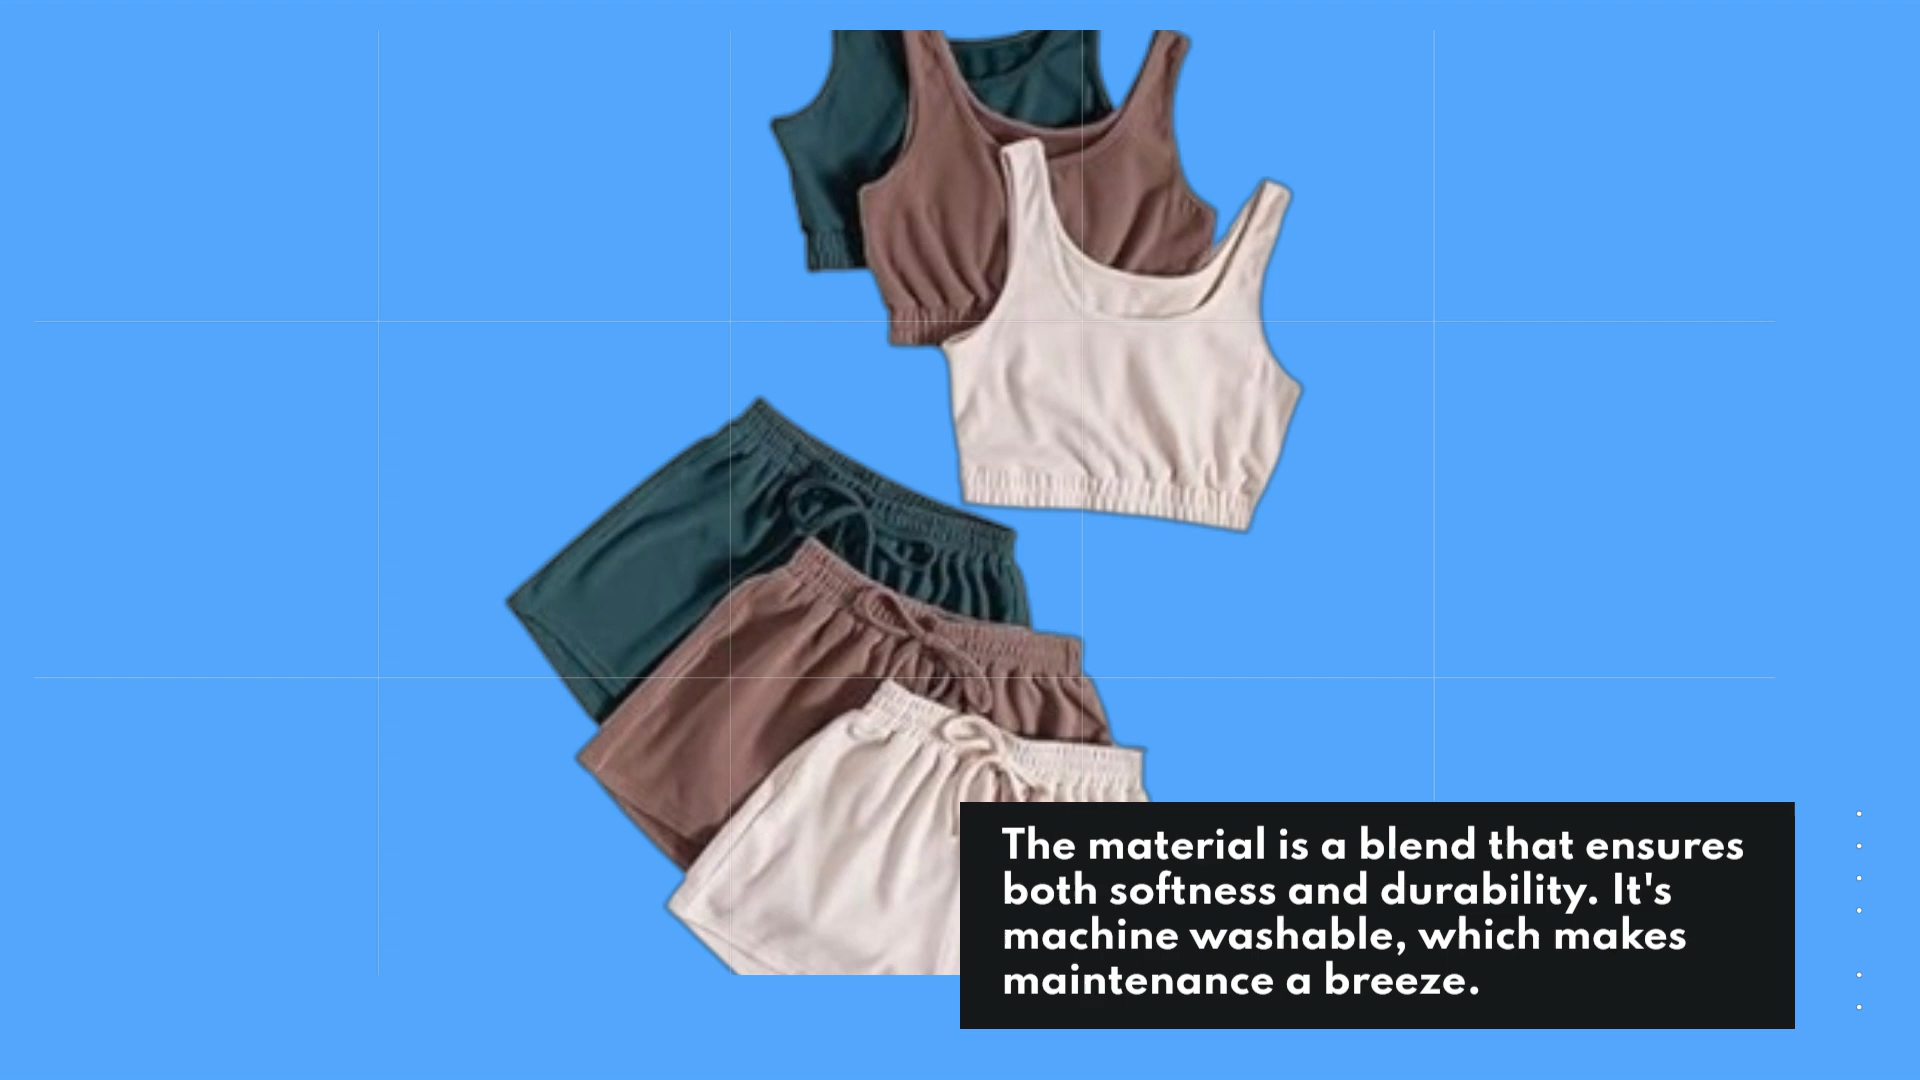 The material is a blend that ensures
both softness and durability. It's
machine washable, which makes
maintenance a breeze.